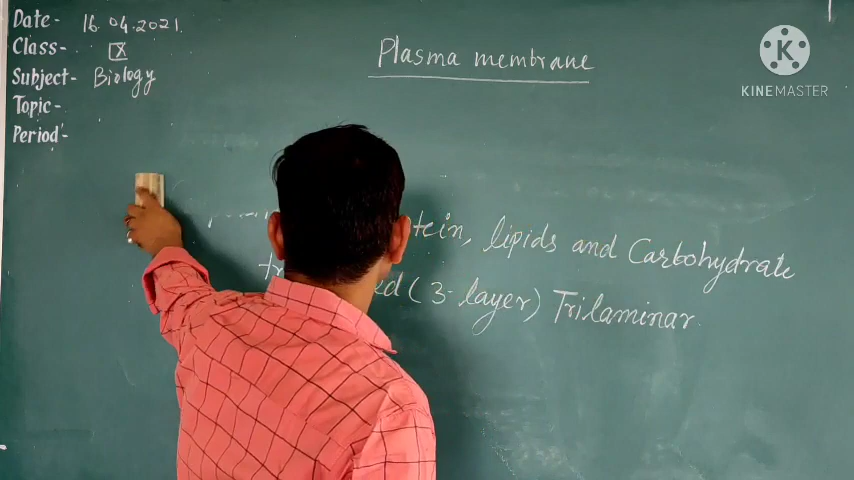 Date- 16.04.2021.
Class- X
Subject- Biology
Topic-
Period'-
Plasma membrane
tein, lipids and Carbohydrate
ed (3-layer) Trilaminar.
K
KINEMASTER